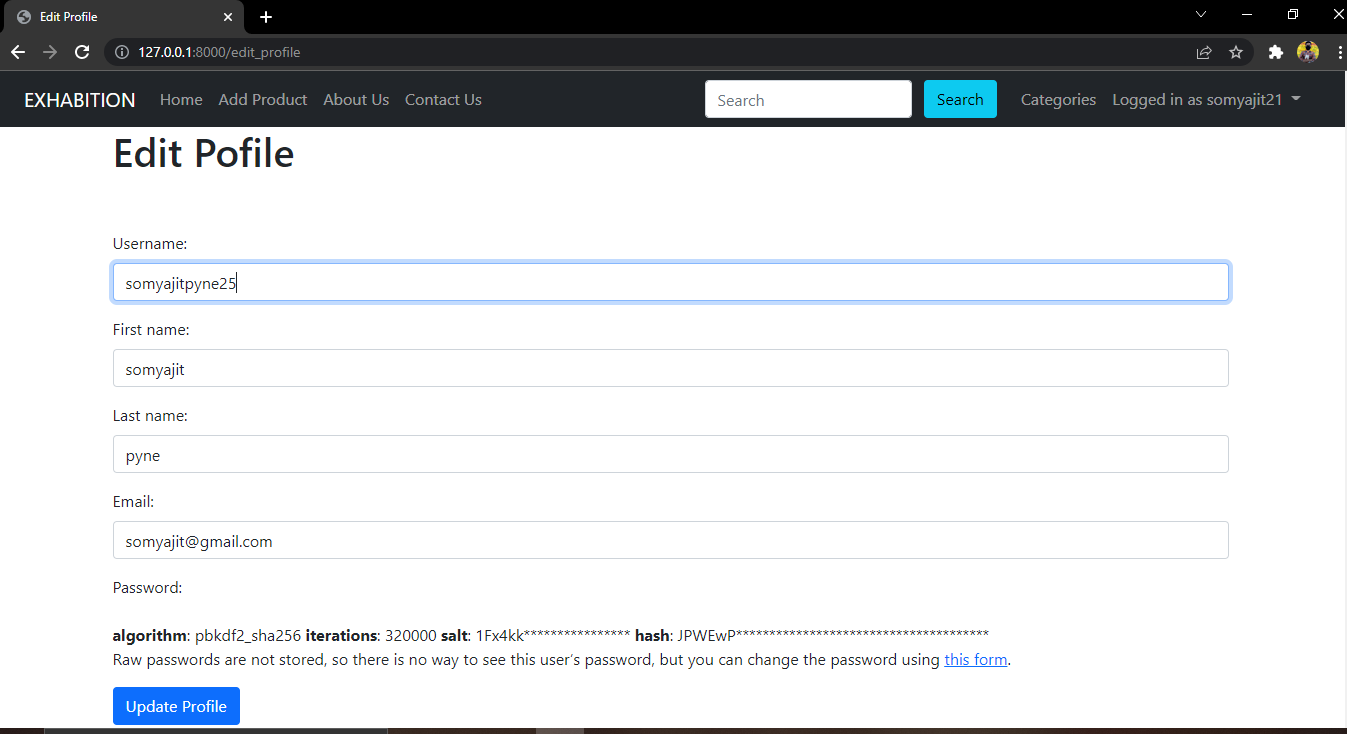 Edit Profile
127.0.0.1:8000/edit_profile
EXHABITION Home Add Product About Us Contact Us Search Search Categories Logged in as somyajit21
Edit Pofile
Username:
somyajitpyne25
First name:
somyajit
Last name:
pyne
Email:
somyajit@gmail.com
Password:
algorithm: pbkdf2_sha256 iterations: 320000 salt: 1Fx4kk**************** hash: JPWEwP**************************************
Raw passwords are not stored, so there is no way to see this user's password, but you can change the password using this form.
Update Profile